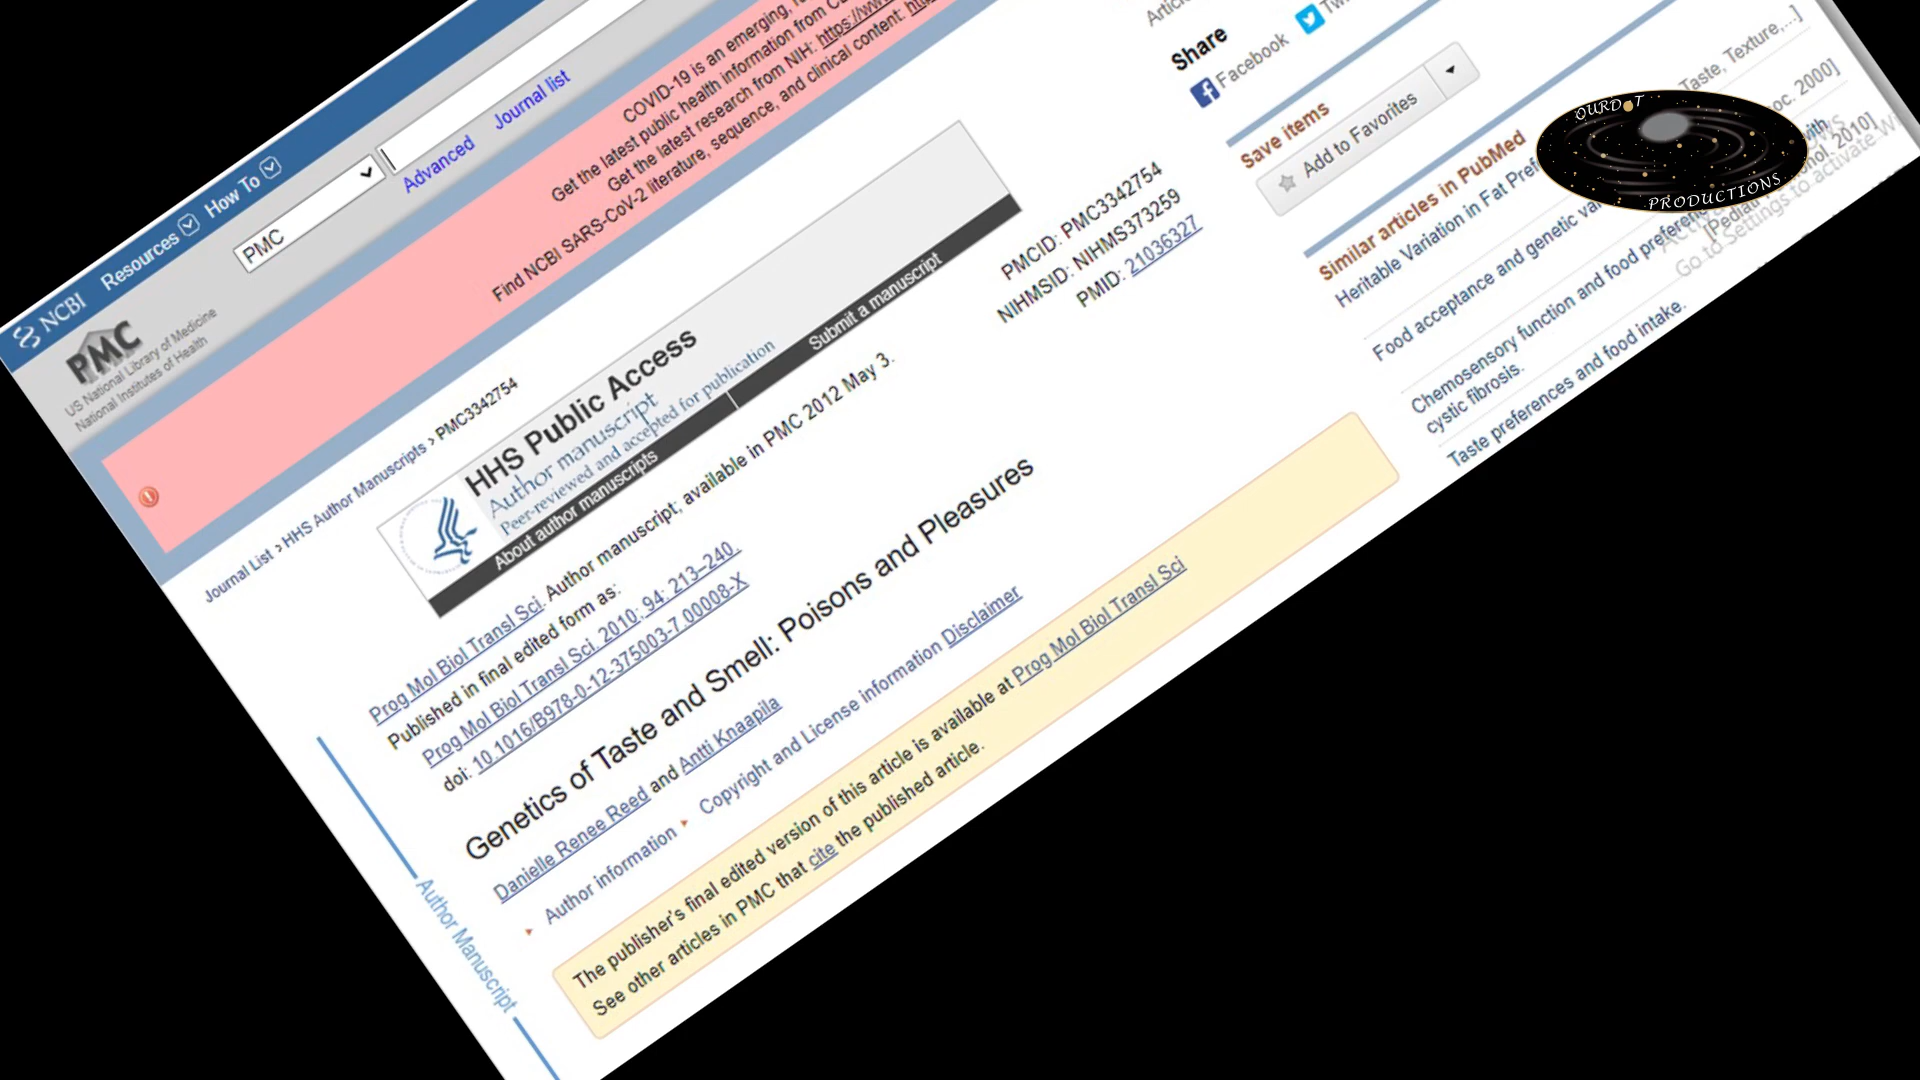 NCBI Resources How To
PMC
US National Library of Medicine
National Institutes of Health
PMC
Advanced Journal list
COVID-19 is an emerging,
Get the latest public health information from
Get the latest research from NIH: https://www
Find NCBI SARS-CoV-2 literature, sequence, and clinical content:
Journal List > HHS Author Manuscripts > PMC3342754
HHS Public Access
Author manuscript
Peer-reviewed and accepted for publication
About author manuscripts
Submit a manuscript
Prog Mol Biol Transl Sci. Author manuscript; available in PMC 2012 May 3.
Published in final edited form as:
Prog Mol Biol Transl Sci. 2010; 94: 213–240.
doi: 10.1016/B978-0-12-375003-7.00008-X
PMCID: PMC3342754
NIHMSID: NIHMS373259
PMID: 21036327
Genetics of Taste and Smell: Poisons and Pleasures
Danielle Renee Reed and Antti Knaapila
Author information Copyright and License information Disclaimer
The publisher's final edited version of this article is available at Prog Mol Biol Transl Sci
See other articles in PMC that cite the published article.
Author Manuscript
Share
Facebook
Save items
Add to Favorites
Similar articles in PubMed
Heritable Variation in Fat
Taste, Texture,...]
Food acceptance and genetic
2000]
Chemosensory function and food
with
cystic fibrosis.
2010]
Taste preferences and food intake.
Go to Settings to activate
OURDOT
PRODUCTIONS